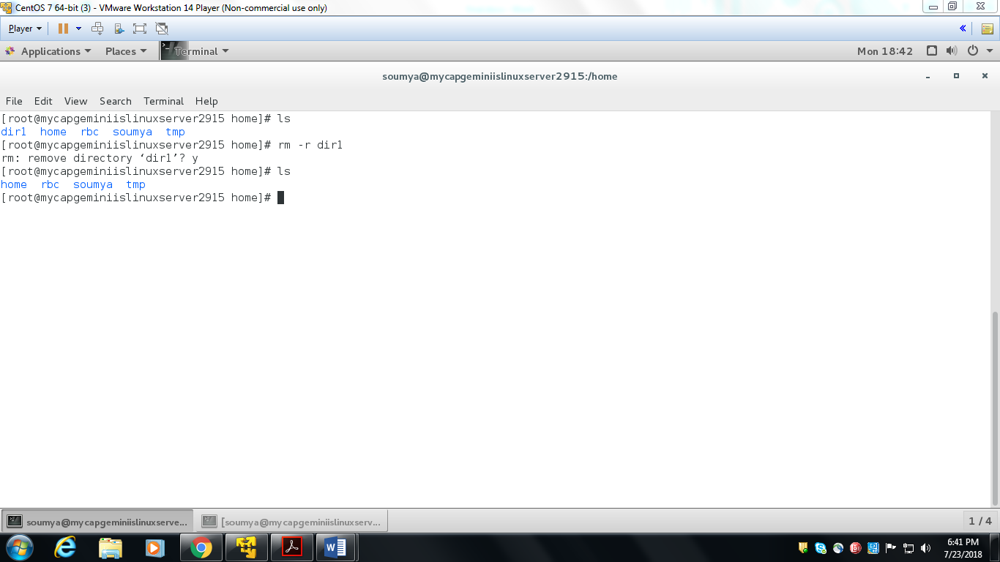 CentOS 7 64-bit (3) - VMware Workstation 14 Player (Non-commercial use only)
Player
Applications Places Terminal Mon 18:42
soumya@mycapgeminiislinuxserver2915:/home
File Edit View Search Terminal Help
[root@mycapgeminiislinuxserver2915 home]# ls
dir1 home rbc soumya tmp
[root@mycapgeminiislinuxserver2915 home]# rm -r dir1
rm: remove directory ‘dir1’? y
[root@mycapgeminiislinuxserver2915 home]# ls
home rbc soumya tmp
[root@mycapgeminiislinuxserver2915 home]#
soumya@mycapgeminiislinuxserve... [soumya@mycapgeminiislinuxserv... 1 / 4
6:41 PM
7/23/2018